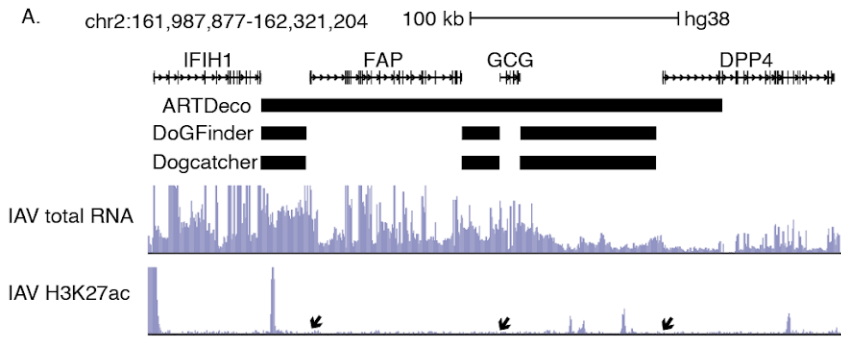 A. chr2:161,987,877-162,321,204 100 kb hg38
IFIH1 FAP GCG DPP4
ARTDeco
DoGFinder
Dogcatcher
IAV total RNA
IAV H3K27ac